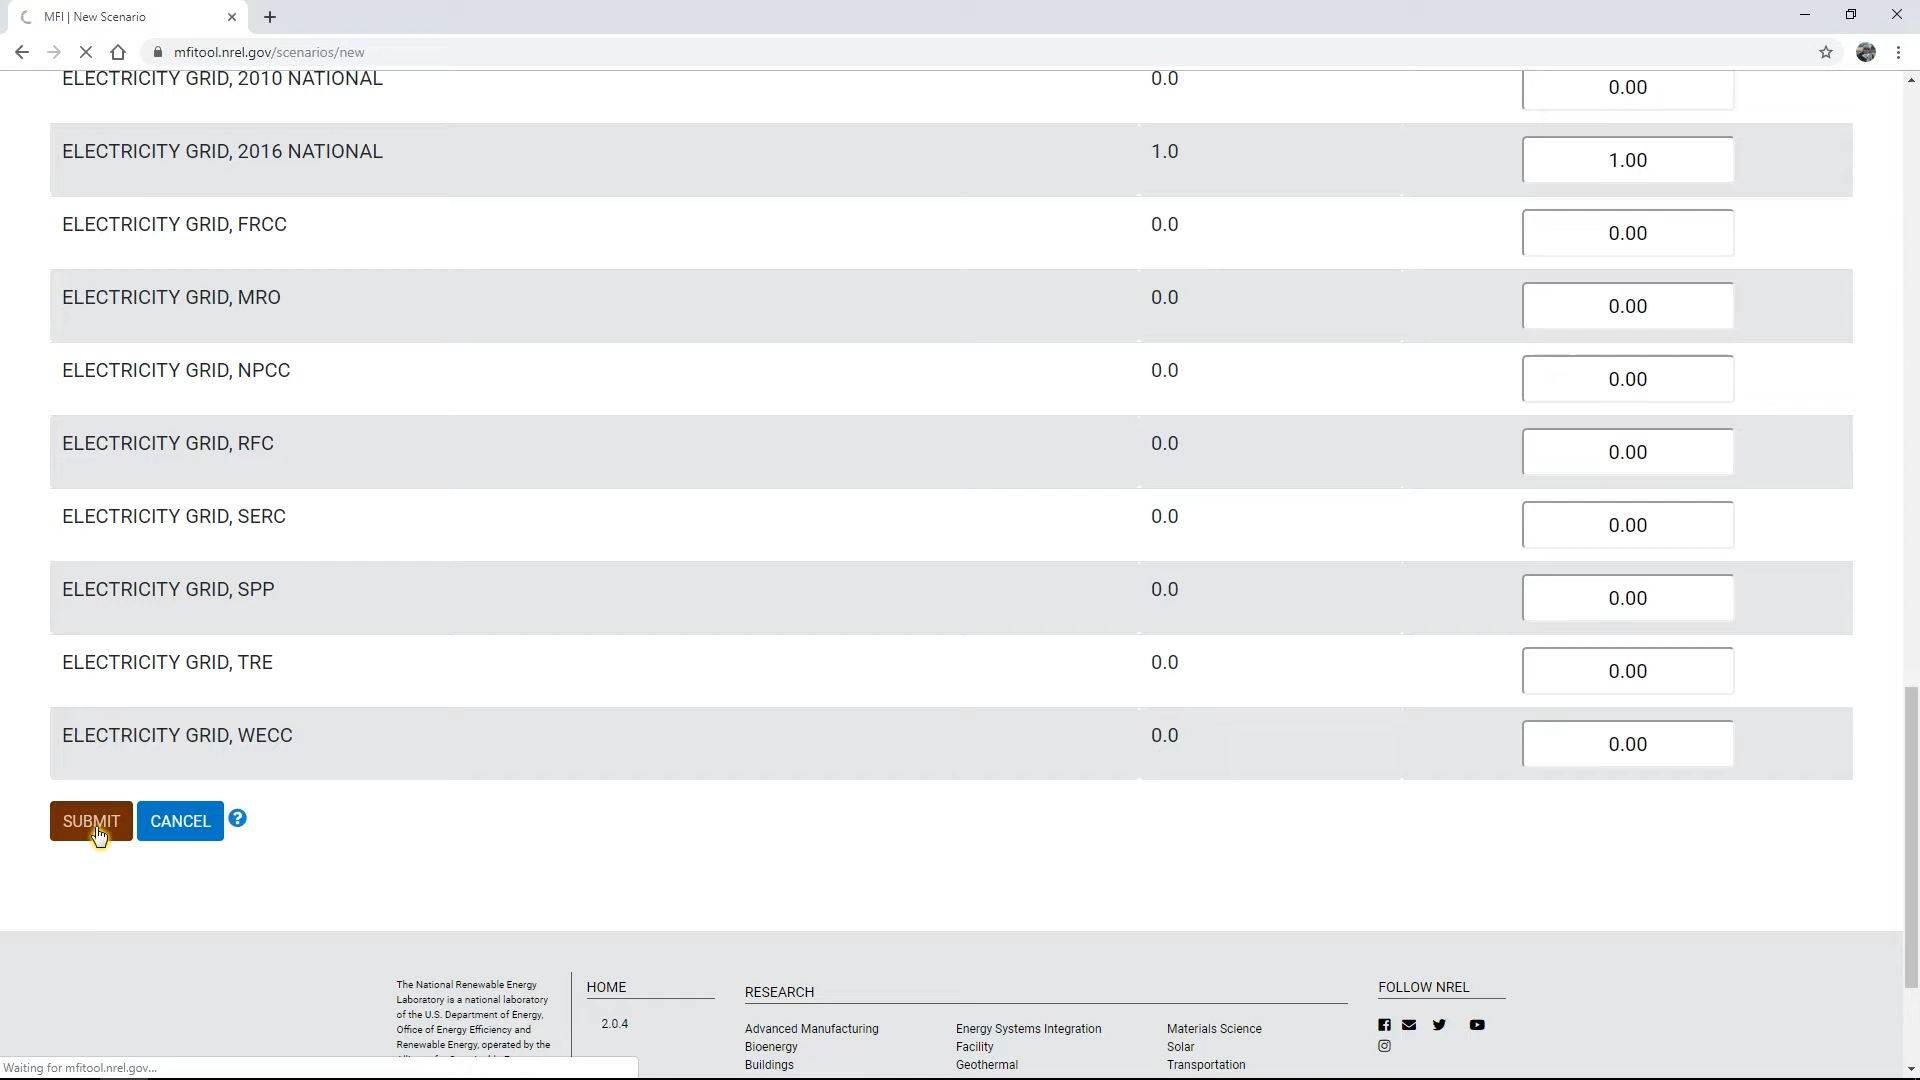 MFI | New Scenario
mfitool.nrel.gov/scenarios/new
ELECTRICITY GRID, 2010 NATIONAL 0.0 0.00
ELECTRICITY GRID, 2016 NATIONAL 1.0 1.00
ELECTRICITY GRID, FRCC 0.0 0.00
ELECTRICITY GRID, MRO 0.0 0.00
ELECTRICITY GRID, NPCC 0.0 0.00
ELECTRICITY GRID, RFC 0.0 0.00
ELECTRICITY GRID, SERC 0.0 0.00
ELECTRICITY GRID, SPP 0.0 0.00
ELECTRICITY GRID, TRE 0.0 0.00
ELECTRICITY GRID, WECC 0.0 0.00
SUBMIT CANCEL ?
The National Renewable Energy
Laboratory is a national laboratory
of the U.S. Department of Energy,
Office of Energy Efficiency and
Renewable Energy, operated by the
HOME
2.0.4
RESEARCH
Advanced Manufacturing
Bioenergy
Buildings
Energy Systems Integration
Facility
Geothermal
Materials Science
Solar
Transportation
FOLLOW NREL
Waiting for mfitool.nrel.gov...